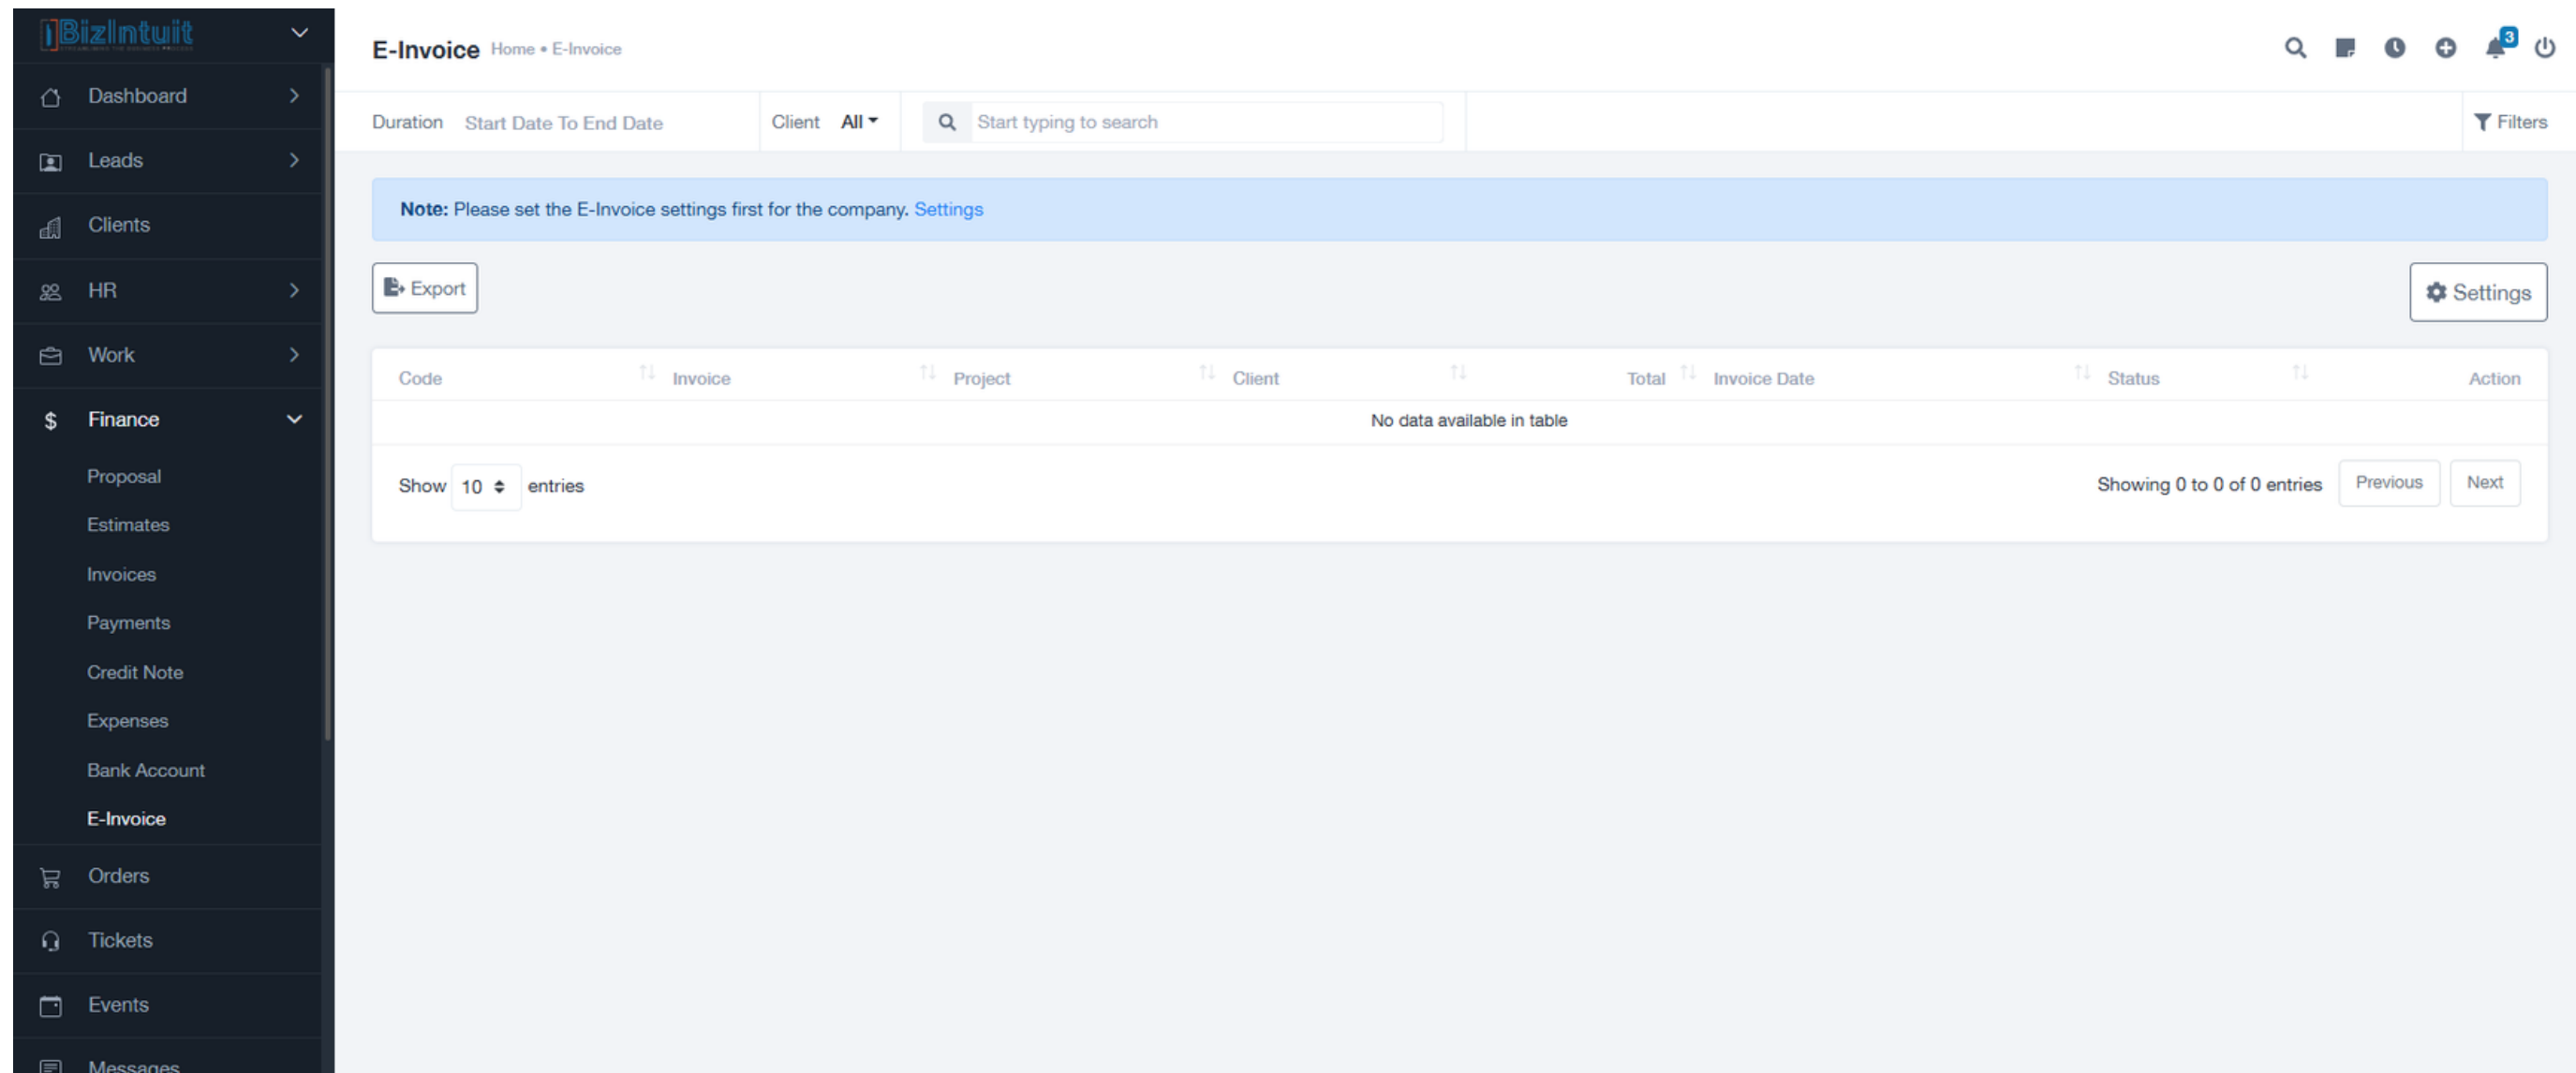 BizIntuit
Dashboard
Leads
Clients
HR
Work
$ Finance
Proposal
Estimates
Invoices
Payments
Credit Note
Expenses
Bank Account
E-Invoice
Orders
Tickets
Events
Messages
E-Invoice Home • E-Invoice
3
Duration Start Date To End Date Client All Start typing to search Filters
Note: Please set the E-Invoice settings first for the company. Settings
Export Settings
Code Invoice Project Client Total Invoice Date Status Action
No data available in table
Show 10 entries Showing 0 to 0 of 0 entries Previous Next